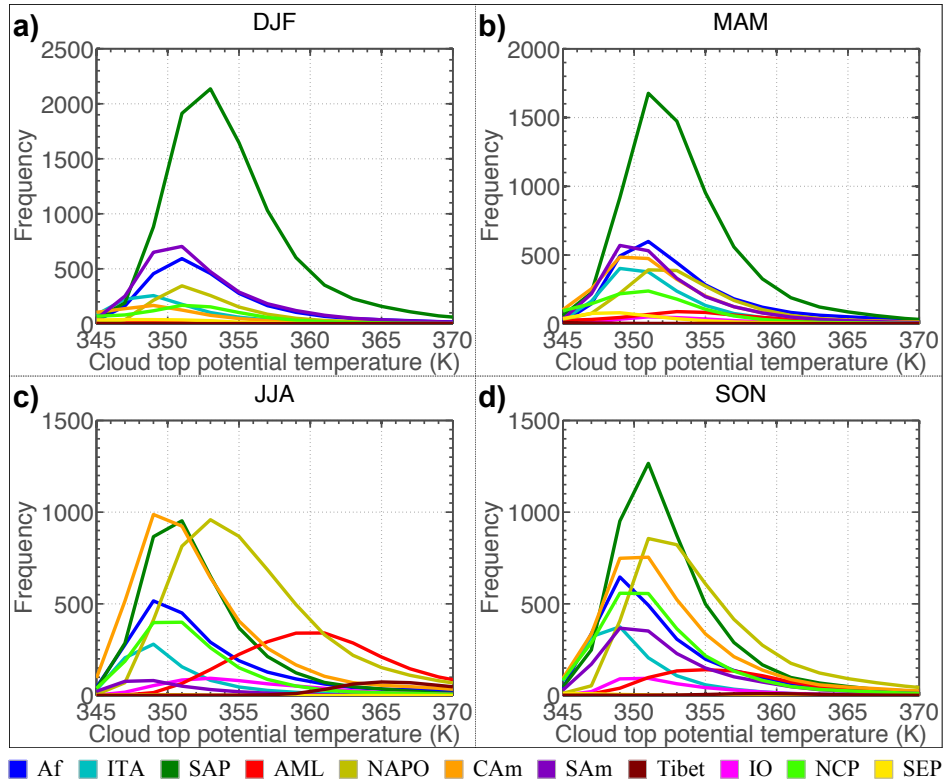 a) DJF
2500
2000
1500
1000
500
0
Frequency
345 350 355 360 365 370
Cloud top potential temperature (K)
b) MAM
2000
1500
1000
500
0
Frequency
345 350 355 360 365 370
Cloud top potential temperature (K)
c) JJA
1500
1000
500
0
Frequency
345 350 355 360 365 370
Cloud top potential temperature (K)
d) SON
1500
1000
500
0
Frequency
345 350 355 360 365 370
Cloud top potential temperature (K)
Af ITA SAP AML NAPO CAm SAm Tibet IO NCP SEP